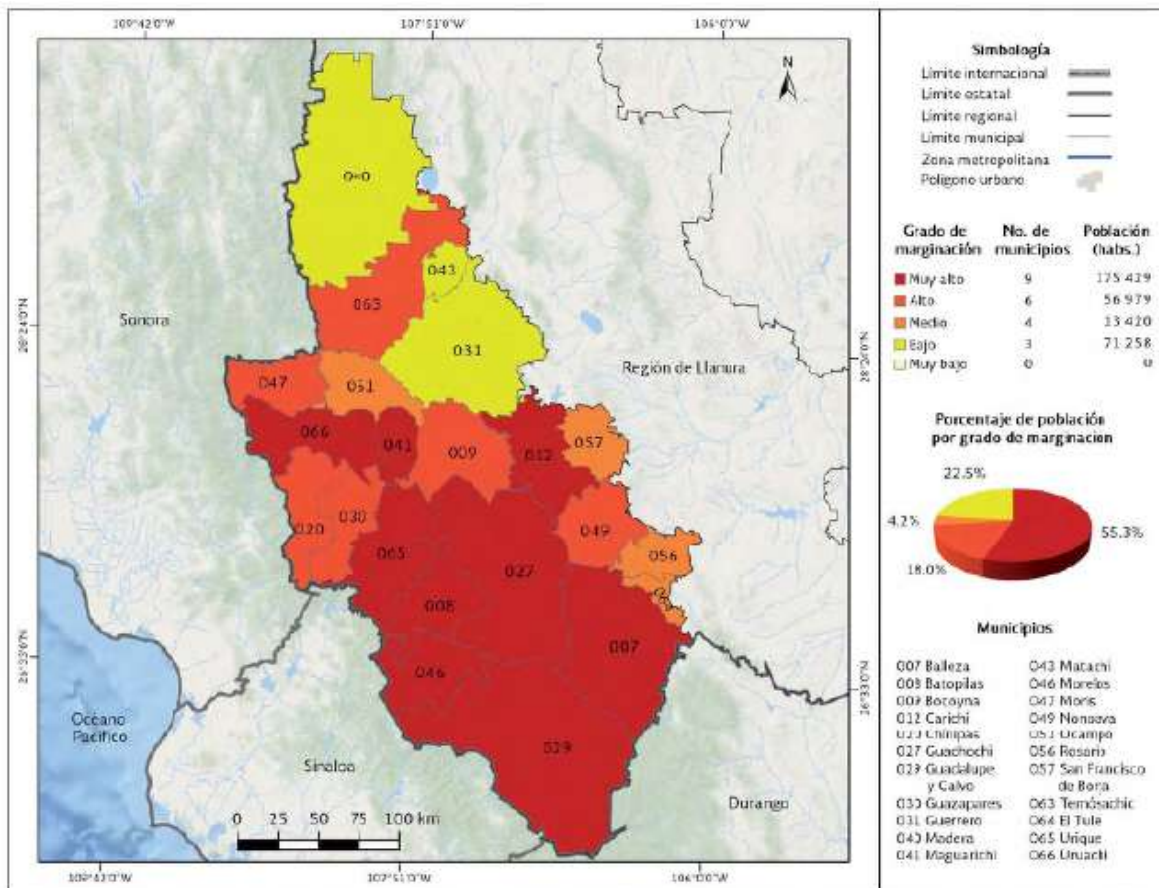 109°42'0"W 107°51'0"W 106°0'0"W
N
28°24'0"N
28°24'0"N
26°33'0"N
26°33'0"N
040
043
063
Sonora
031
Región de Llanura
047
051
066
041
009
012
057
020
030
049
065
027
056
008
007
046
029
Océano
Pacífico
Sinaloa
Durango
0 25 50 75 100 km
109°42'0"W 107°51'0"W 106°0'0"W
Simbología
Límite internacional
Límite estatal
Límite regional
Límite municipal
Zona metropolitana
Polígono urbano
Grado de marginación No. de municipios Población (habs.)
Muy alto 9 175 429
Alto 6 56 979
Medio 4 13 420
Bajo 3 71 258
Muy bajo 0 0
Porcentaje de población
por grado de marginación
22.5%
4.2%
18.0%
55.3%
Municipios
007 Balleza
008 Batopilas
009 Bocoyna
012 Carichí
020 Chínipas
027 Guachochi
029 Guadalupe
y Calvo
030 Guazapares
031 Guerrero
040 Madera
041 Maguarichi
043 Matachí
046 Morelos
047 Moris
049 Nonoava
051 Ocampo
056 Rosario
057 San Francisco
de Borja
063 Temósachic
064 El Tule
065 Urique
066 Uruachi